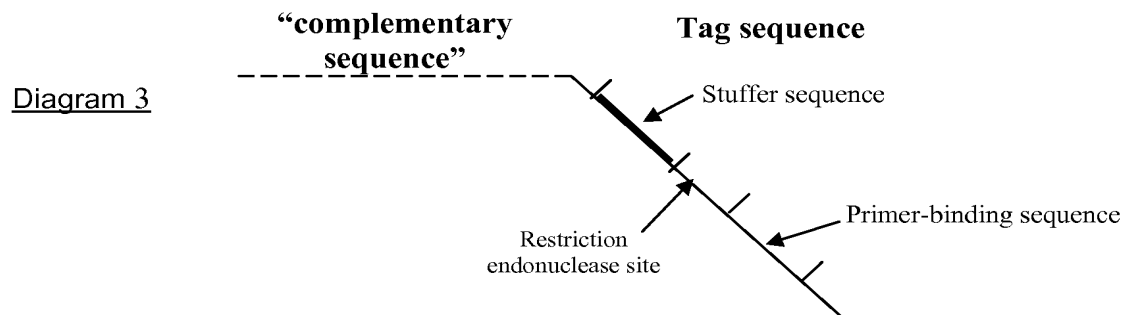 “complementary
sequence”
Tag sequence
Diagram 3
Stuffer sequence
Primer-binding sequence
Restriction
endonuclease site